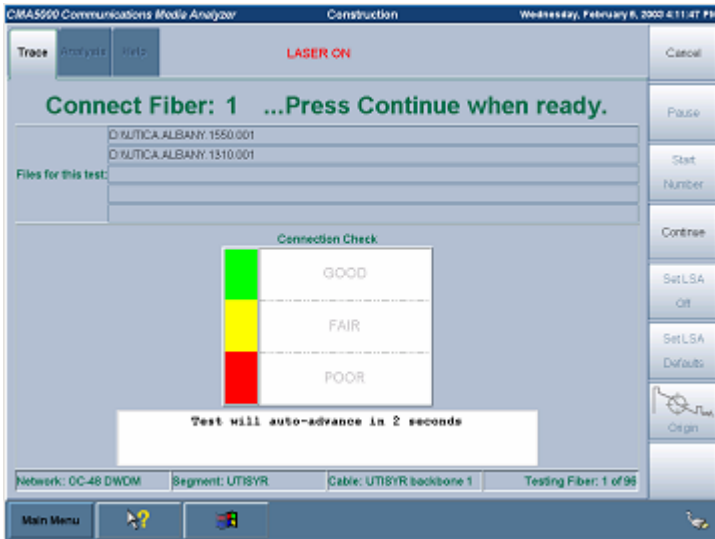 CMA5000 Communications Media Analyzer Construction Wednesday, February 6, 2003 4:11:47 PM
Trace Analysis Help LASER ON Cancel
Connect Fiber: 1 ...Press Continue when ready.
Pause
D:\UTICA.ALBANY.1550.001
D:\UTICA.ALBANY.1310.001
Files for this test:
Start
Number
Continue
Connection Check
GOOD
FAIR
POOR
Set LSA
Off
Set LSA
Defaults
Origin
Test will auto-advance in 2 seconds
Network: OC-48 DWDM Segment: UTISYR Cable: UTISYR backbone 1 Testing Fiber: 1 of 96
Main Menu